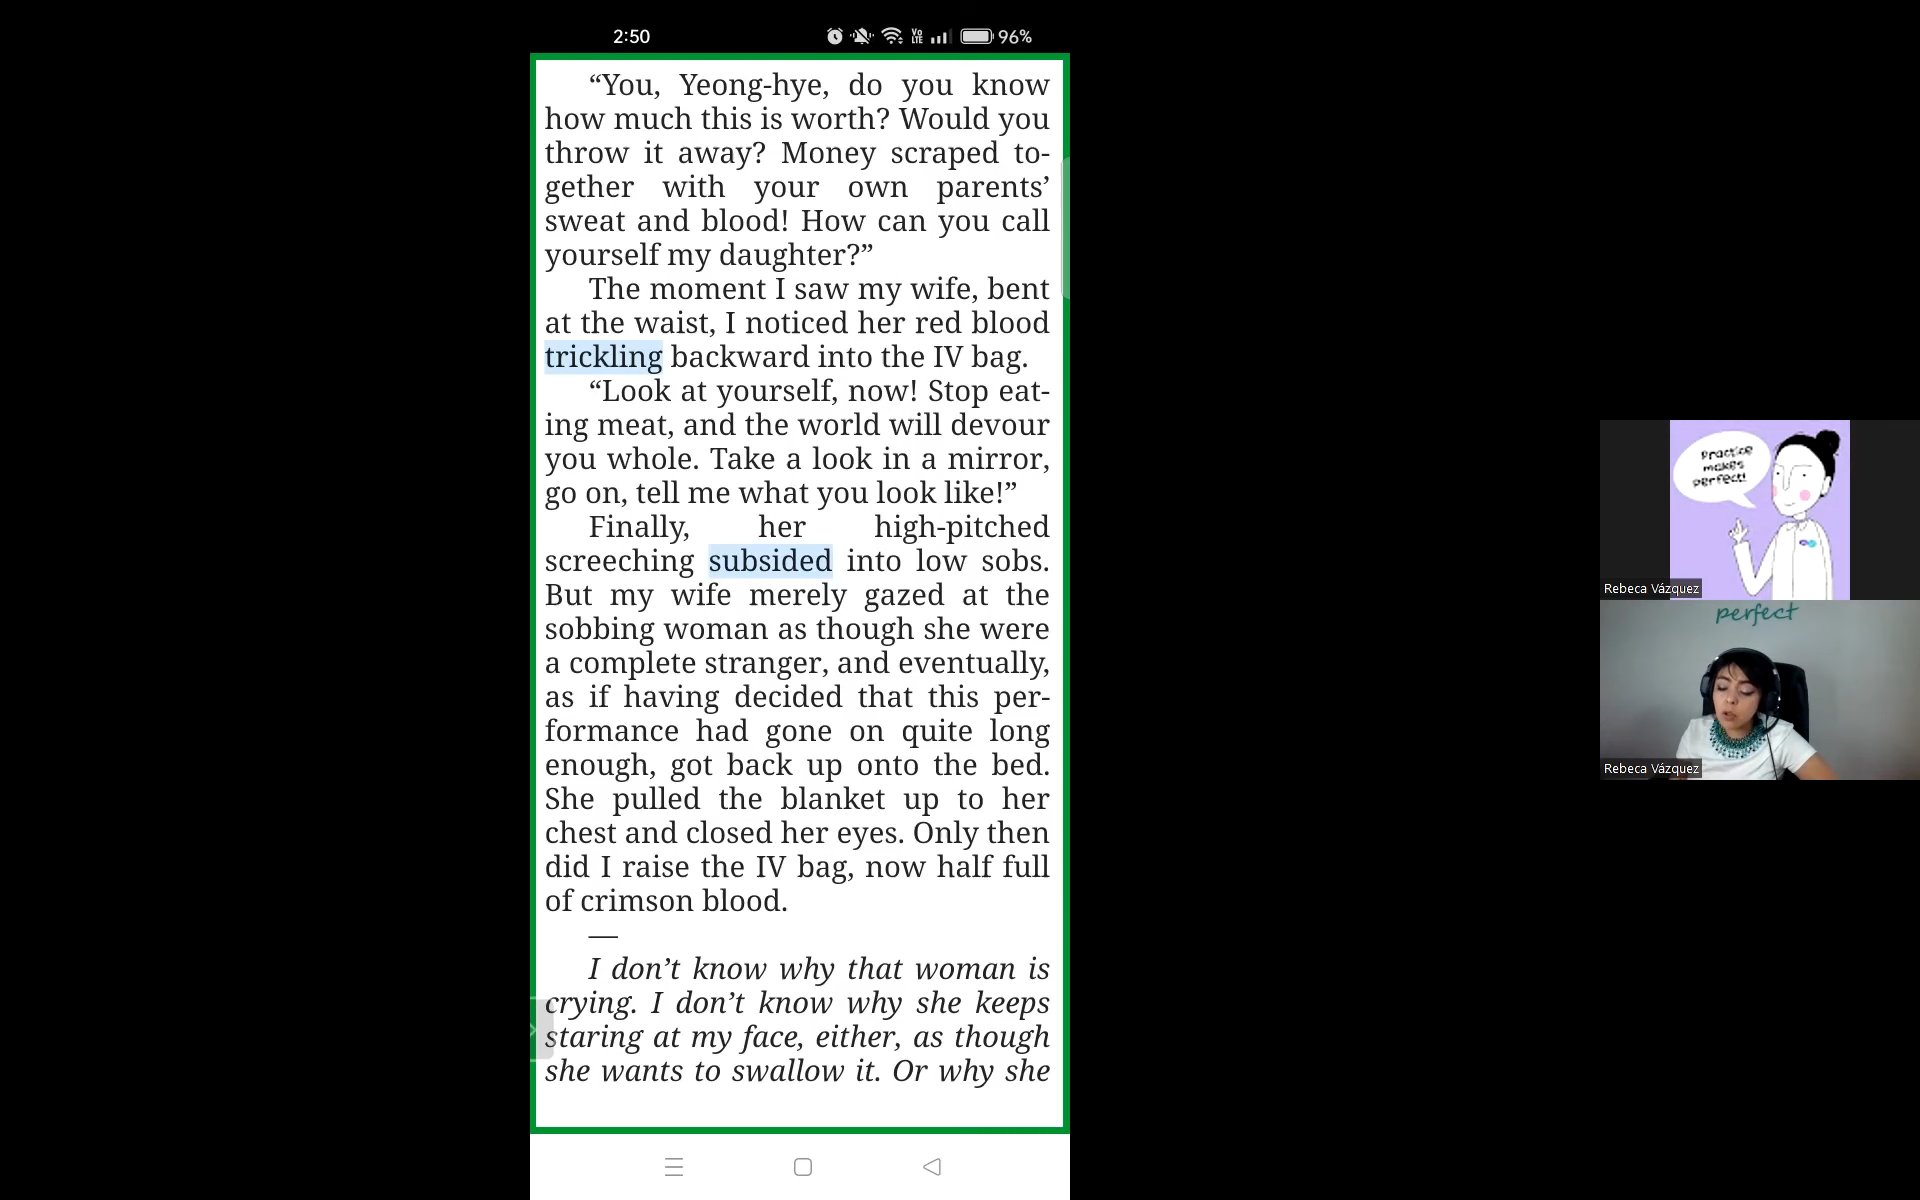 2:50
Vo
LTE
96%
“You, Yeong-hye, do you know
how much this is worth? Would you
throw it away? Money scraped to-
gether with your own parents’
sweat and blood! How can you call
yourself my daughter?”
The moment I saw my wife, bent
at the waist, I noticed her red blood
trickling backward into the IV bag.
“Look at yourself, now! Stop eat-
ing meat, and the world will devour
you whole. Take a look in a mirror,
go on, tell me what you look like!”
Finally, her high-pitched
screeching subsided into low sobs.
But my wife merely gazed at the
sobbing woman as though she were
a complete stranger, and eventually,
as if having decided that this per-
formance had gone on quite long
enough, got back up onto the bed.
She pulled the blanket up to her
chest and closed her eyes. Only then
did I raise the IV bag, now half full
of crimson blood.
—
I don’t know why that woman is
crying. I don’t know why she keeps
staring at my face, either, as though
she wants to swallow it. Or why she
Practice
makes
perfect!
Rebeca Vázquez
perfect
Rebeca Vázquez